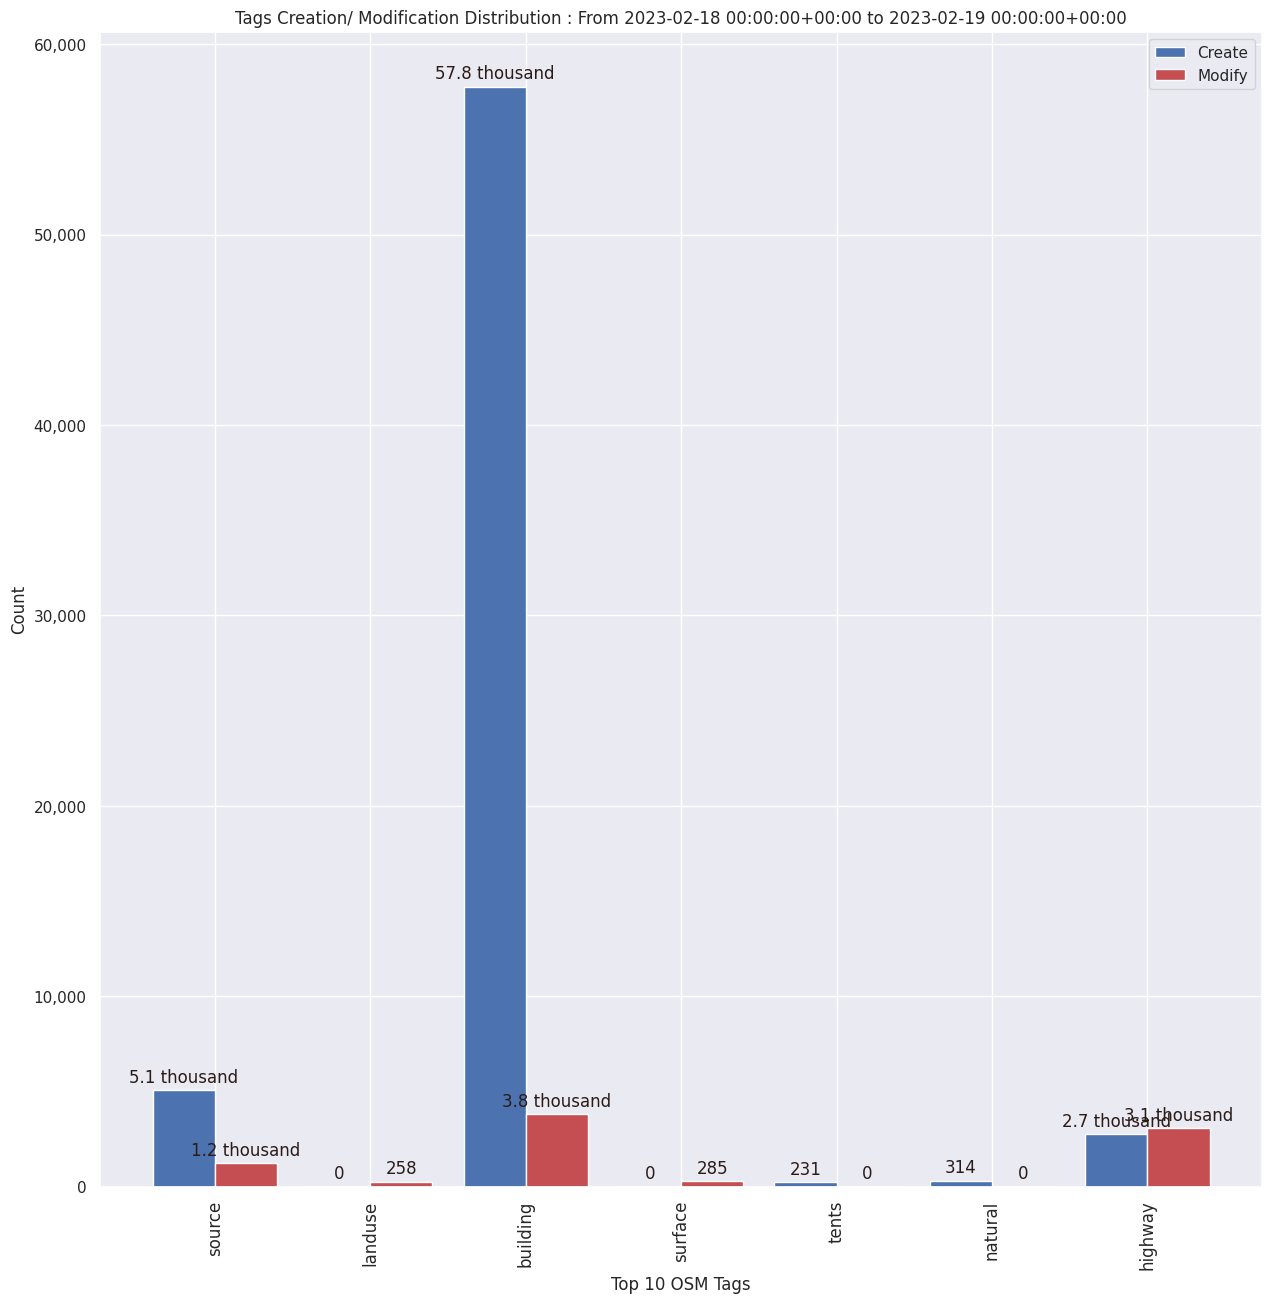 Tags Creation/ Modification Distribution : From 2023-02-18 00:00:00+00:00 to 2023-02-19 00:00:00+00:00
Create
Modify
Count
60,000
50,000
40,000
30,000
20,000
10,000
0
5.1 thousand
1.2 thousand
0
258
57.8 thousand
3.8 thousand
0
285
231
0
314
0
2.7 thousand
3.1 thousand
source
landuse
building
surface
tents
natural
highway
Top 10 OSM Tags